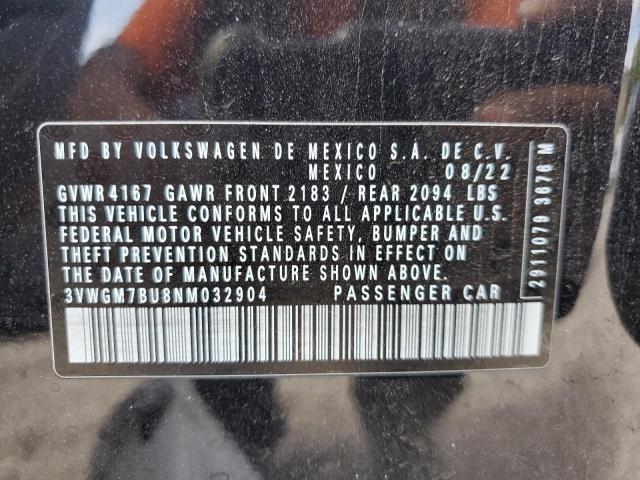 MFD BY VOLKSWAGEN DE MEXICO S.A. DE C.V.
MEXICO 08/22
GVWR 4167 GAWR FRONT 2183 / REAR 2094 LBS
THIS VEHICLE CONFORMS TO ALL APPLICABLE U.S.
FEDERAL MOTOR VEHICLE SAFETY, BUMPER AND
THEFT PREVENTION STANDARDS IN EFFECT ON
THE DATE OF MANUFACTURE SHOWN ABOVE.
3VWGM7BU8NM032904 PASSENGER CAR
2911079 3676 M